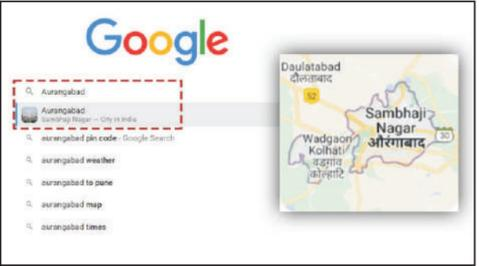 Google
Aurangabad
Aurangabad
Sambhaji Nagar — City in India
aurangabad pin code - Google Search
aurangabad weather
aurangabad to pune
aurangabad map
aurangabad times
Daulatabad
दौलताबाद
52
Sambhaji
Nagar
औरंगाबाद
30
Wadgaon
Kolhati
वडगाव
कोल्हाटि